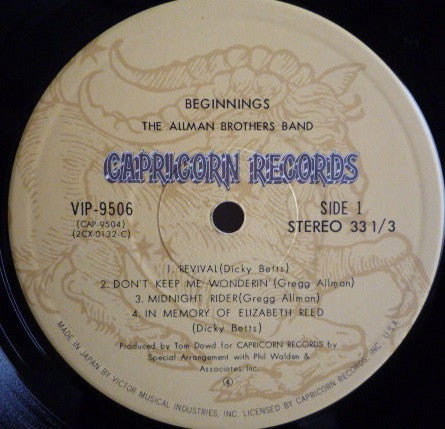 BEGINNINGS
THE ALLMAN BROTHERS BAND
CAPRICORN RECORDS
VIP-9506
(CAP-9504)
(2CX-0132-C)
SIDE 1
STEREO 33 1/3
1. REVIVAL(Dicky Betts)
2. DON'T KEEP ME WONDERIN' (Gregg Allman)
3. MIDNIGHT RIDER(Gregg Allman)
4. IN MEMORY OF ELIZABETH REED
(Dicky Betts)
Produced by Tom Dowd for CAPRICORN RECORDS by
Special Arrangement with Phil Walden &
Associates, Inc.
④
MADE IN JAPAN BY VICTOR MUSICAL INDUSTRIES, INC. LICENSED BY CAPRICORN RECORDS INC. U.S.A.